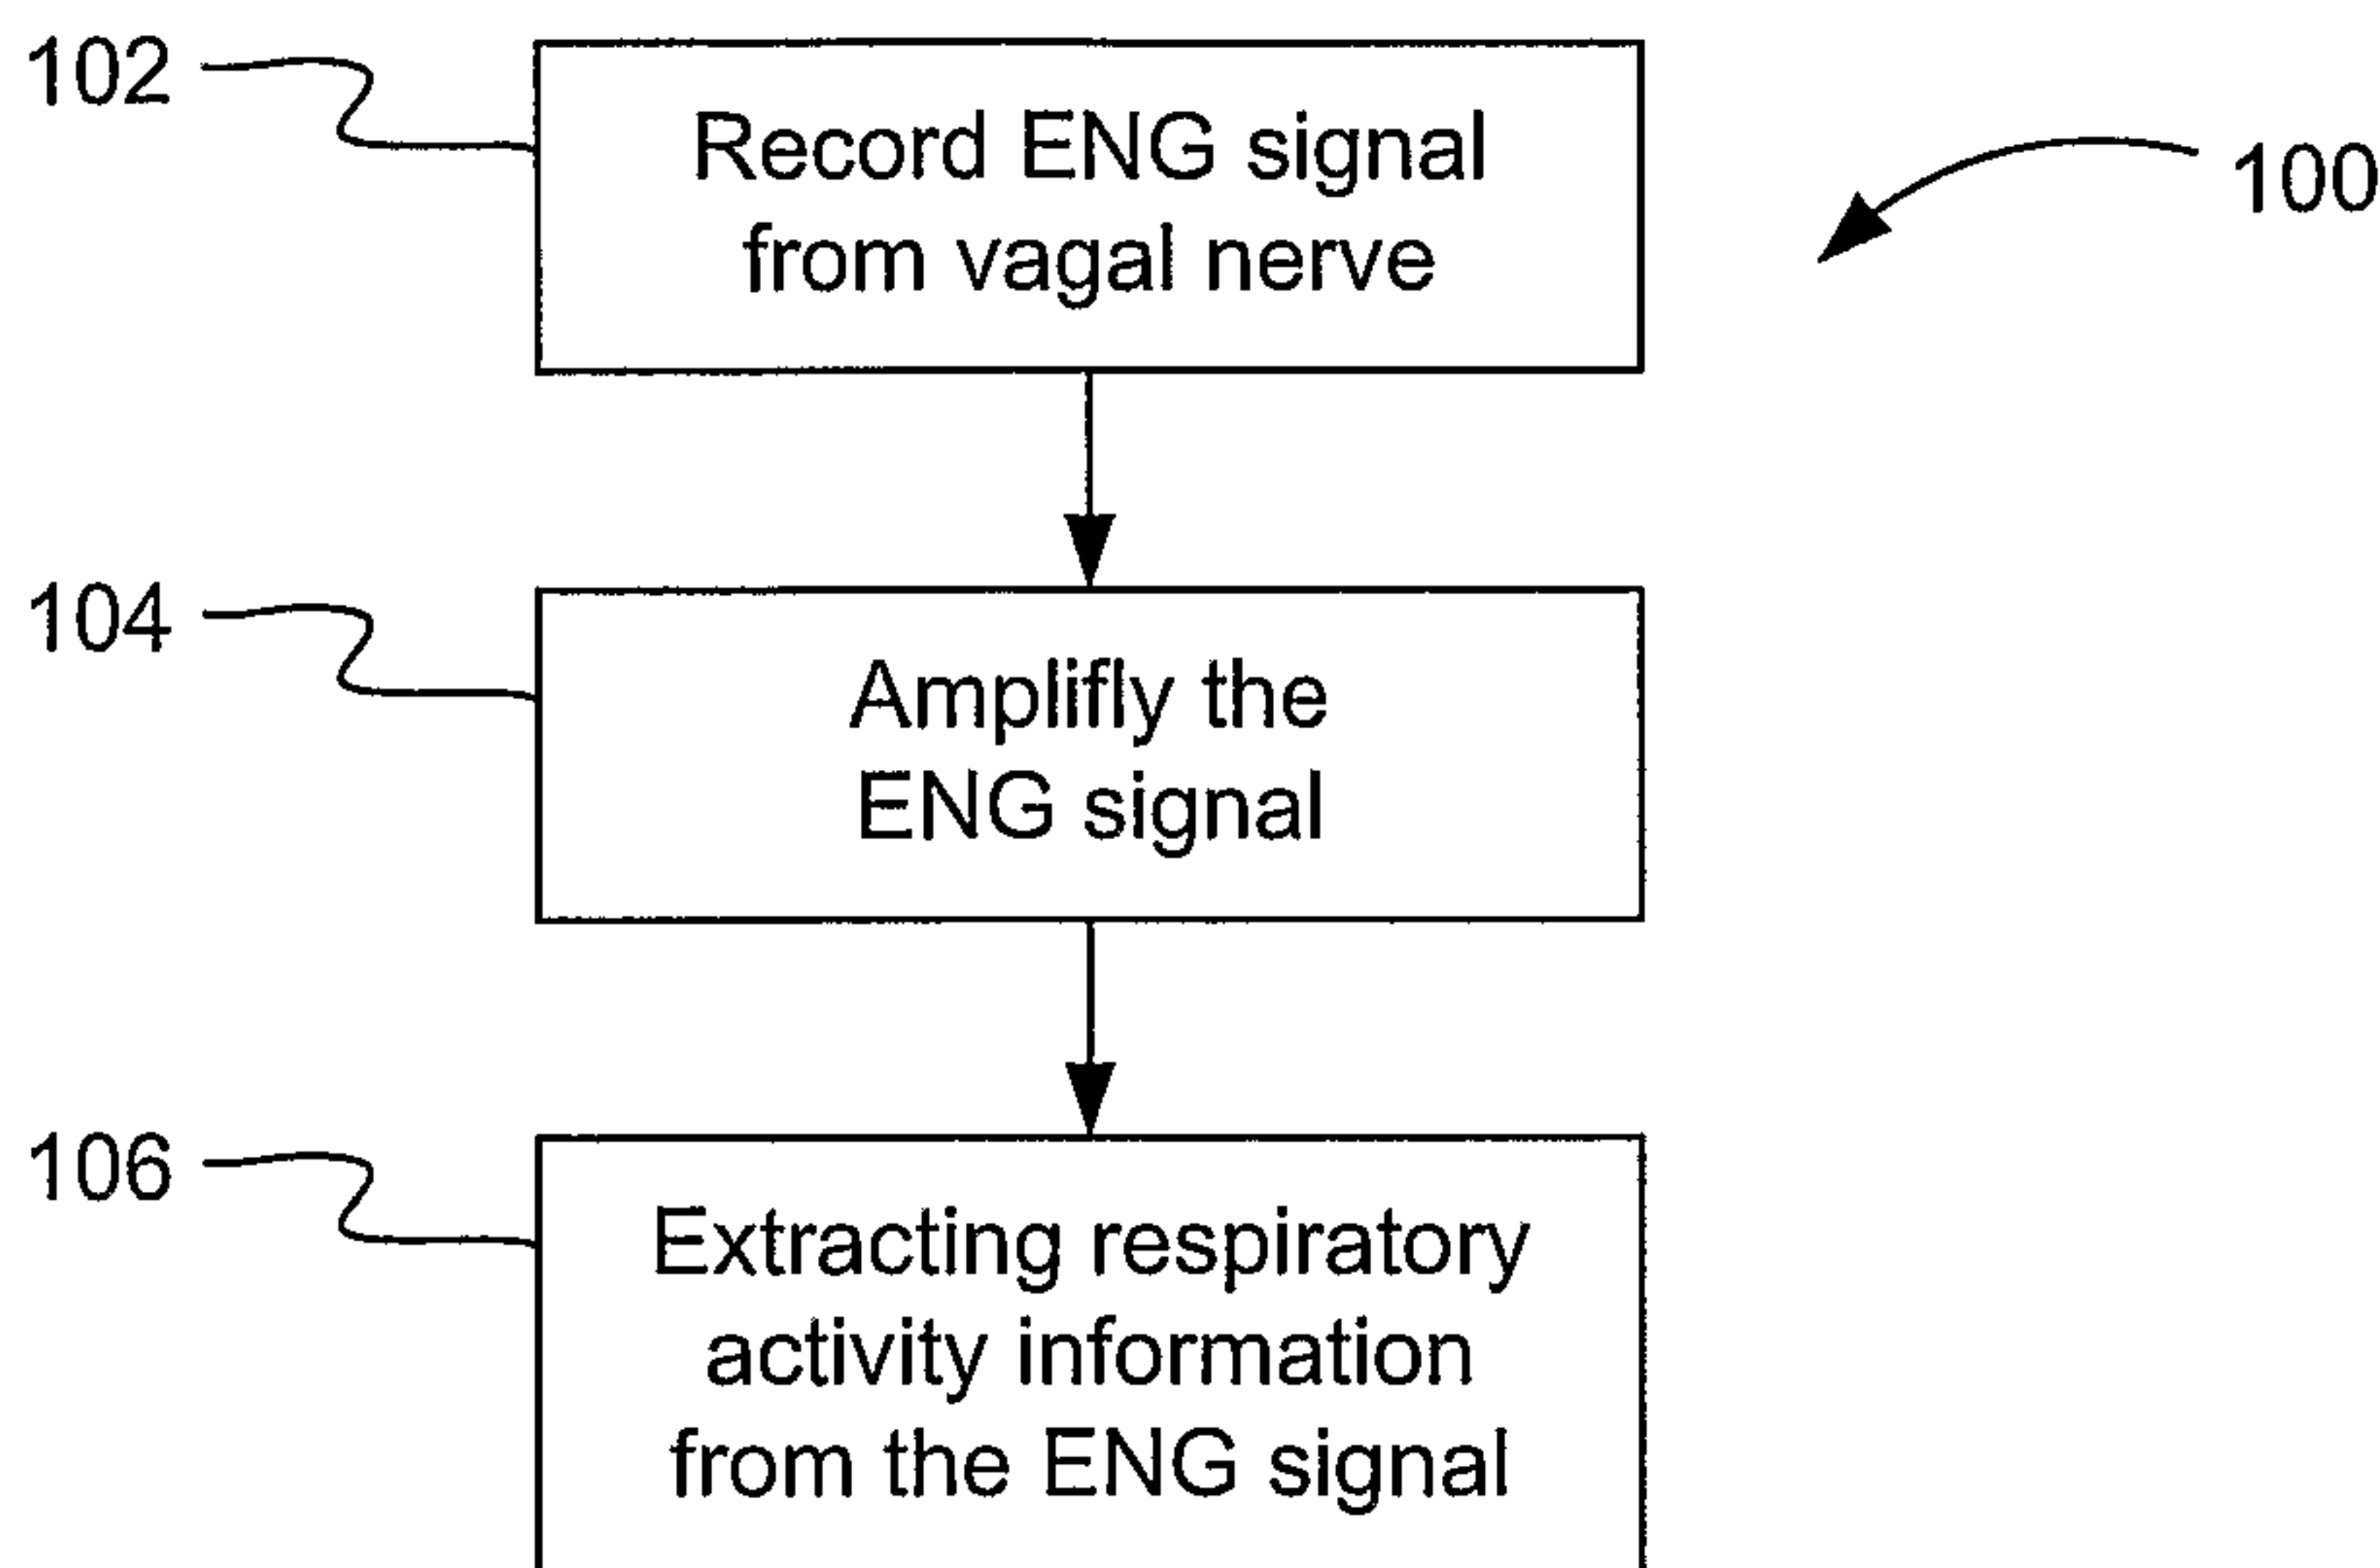 102
Record ENG signal
from vagal nerve
100
104
Amplifly the
ENG signal
106
Extracting respiratory
activity information
from the ENG signal